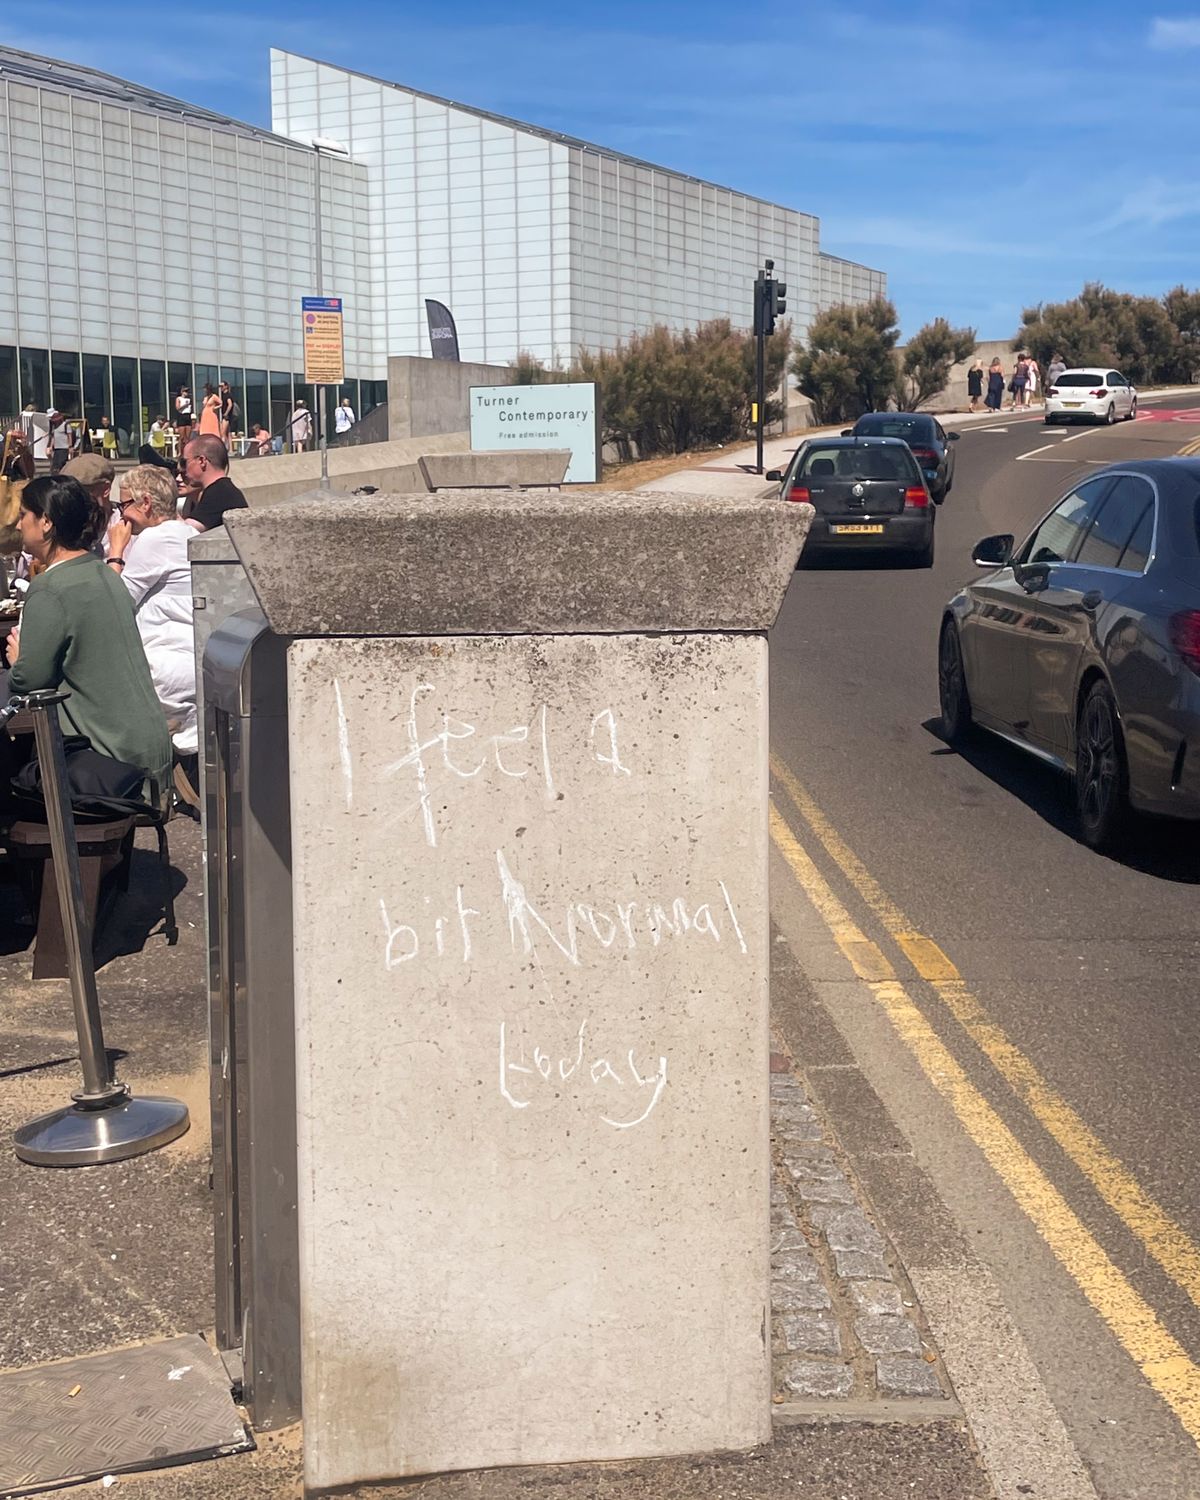 Turner
Contemporary
Free admission
I feel a
bit Normal
today